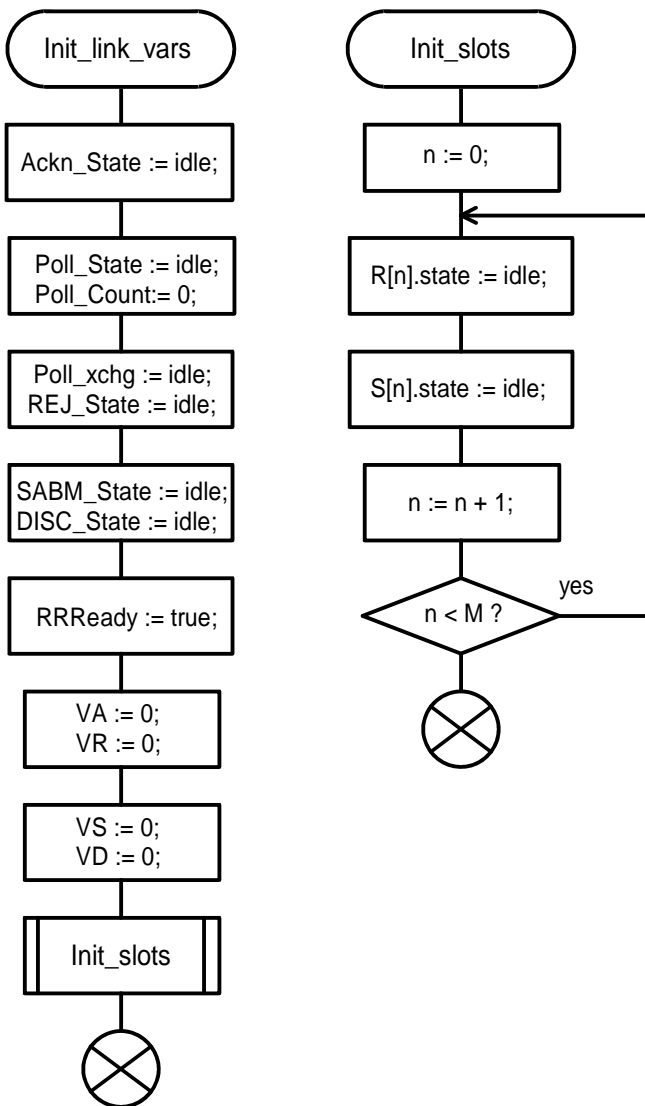 Init_link_vars
Ackn_State := idle;
Poll_State := idle;
Poll_Count:= 0;
Poll_xchg := idle;
REJ_State := idle;
SABM_State := idle;
DISC_State := idle;
RRReady := true;
VA := 0;
VR := 0;
VS := 0;
VD := 0;
Init_slots
Init_slots
n := 0;
R[n].state := idle;
S[n].state := idle;
n := n + 1;
n < M ?
yes